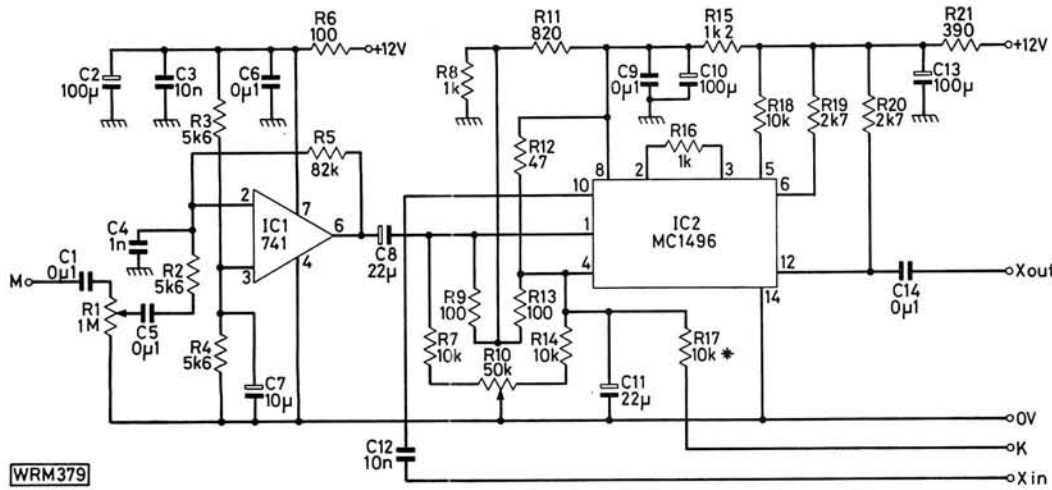 R6
100
+12V
C2
100µ
C3
10n
C6
0µ1
R3
5k6
R5
82k
2
7
IC1
741
6
3
4
C4
1n
R2
5k6
M
C1
0µ1
R1
1M
C5
0µ1
R4
5k6
C7
10µ
C8
22µ
R11
820
R15
1k2
R21
390
+12V
R8
1k
C9
0µ1
C10
100µ
C13
100µ
R18
10k
R19
2k7
R20
2k7
R12
47
R16
1k
8
2
3
5
10
6
1
IC2
MC1496
4
12
14
C14
0µ1
Xout
R9
100
R13
100
R7
10k
R10
50k
R14
10k
R17
10k *
C11
22µ
0V
C12
10n
K
Xin
WRM379